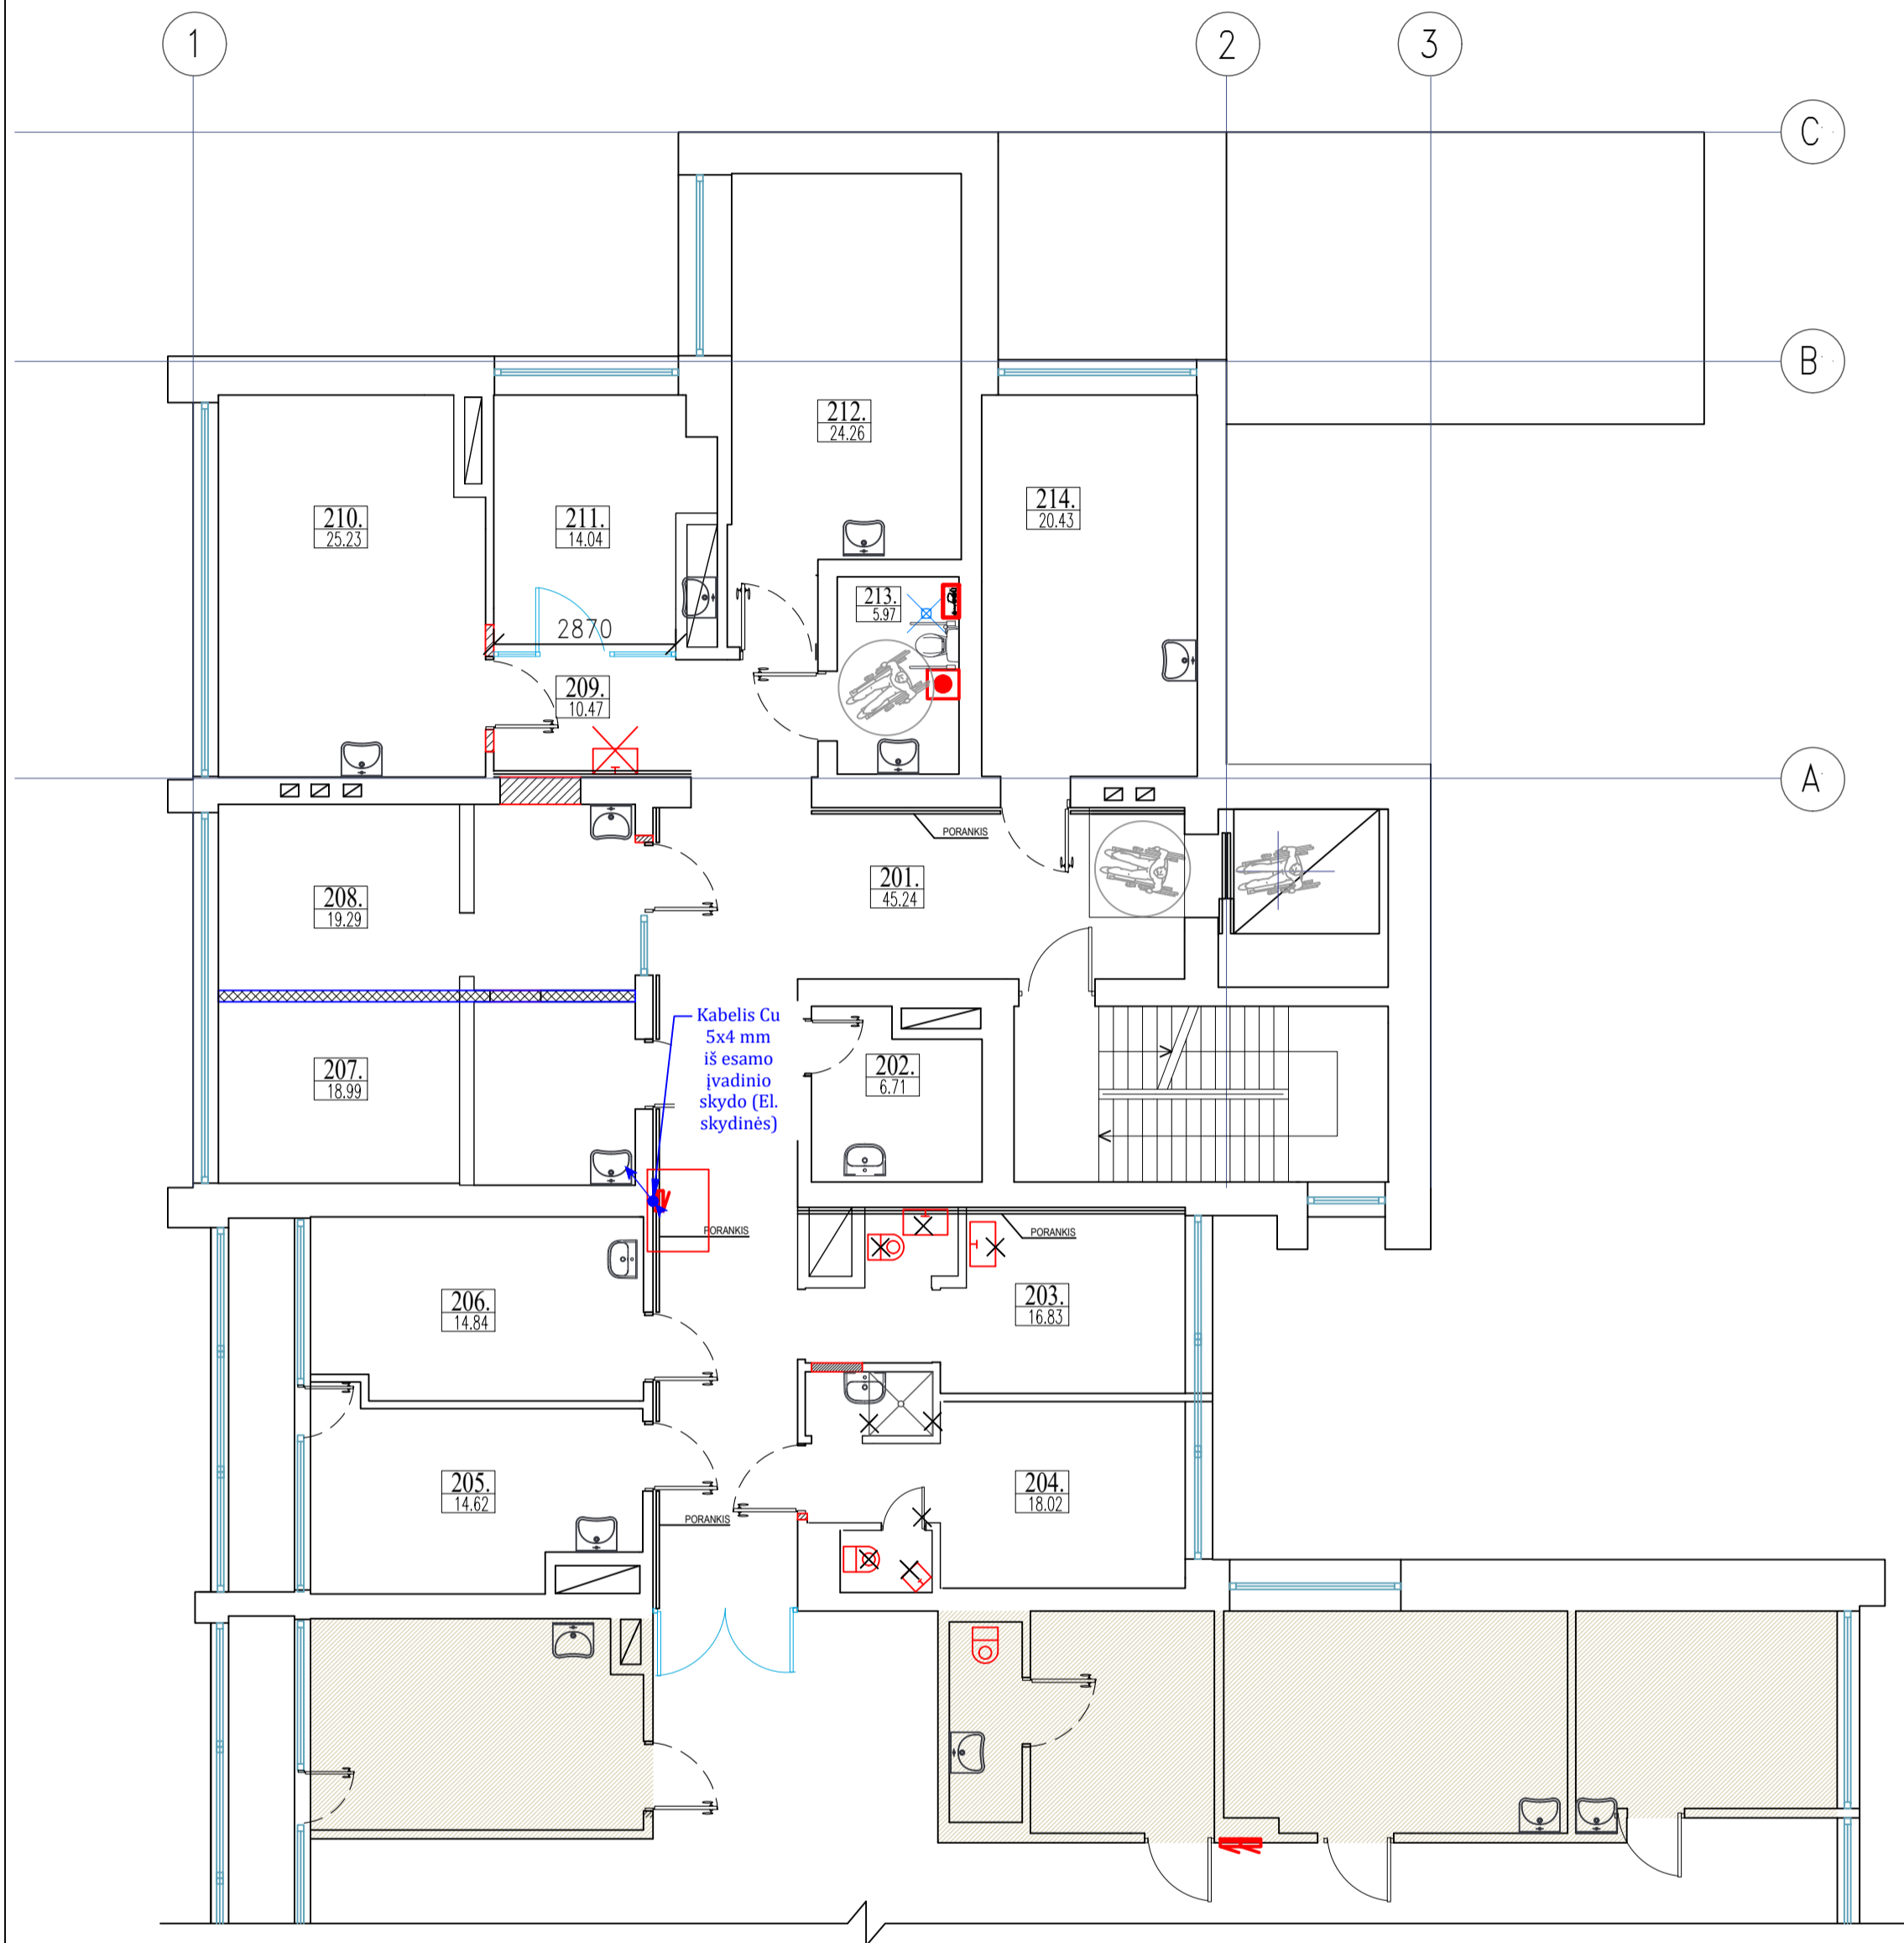 1
2
3
C
B
212.
24.26
210.
25.23
211.
14.04
214.
20.43
213.
5.97
2870
209.
10.47
A
PORANKIS
201.
45.24
208.
19.29
Kabelis Cu
5x4 mm
iš esamo
įvadinio
skydo (El.
skydinės)
207.
18.99
202.
6.71
PORANKIS
PORANKIS
206.
14.84
203.
16.83
205.
14.62
204.
18.02
PORANKIS